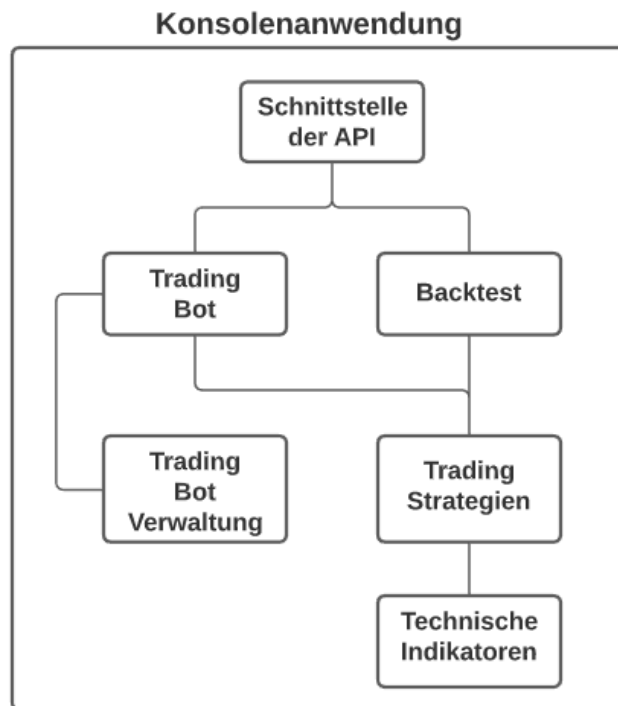 Konsolenanwendung
Schnittstelle
der API
Trading
Bot
Backtest
Trading
Bot
Verwaltung
Trading
Strategien
Technische
Indikatoren